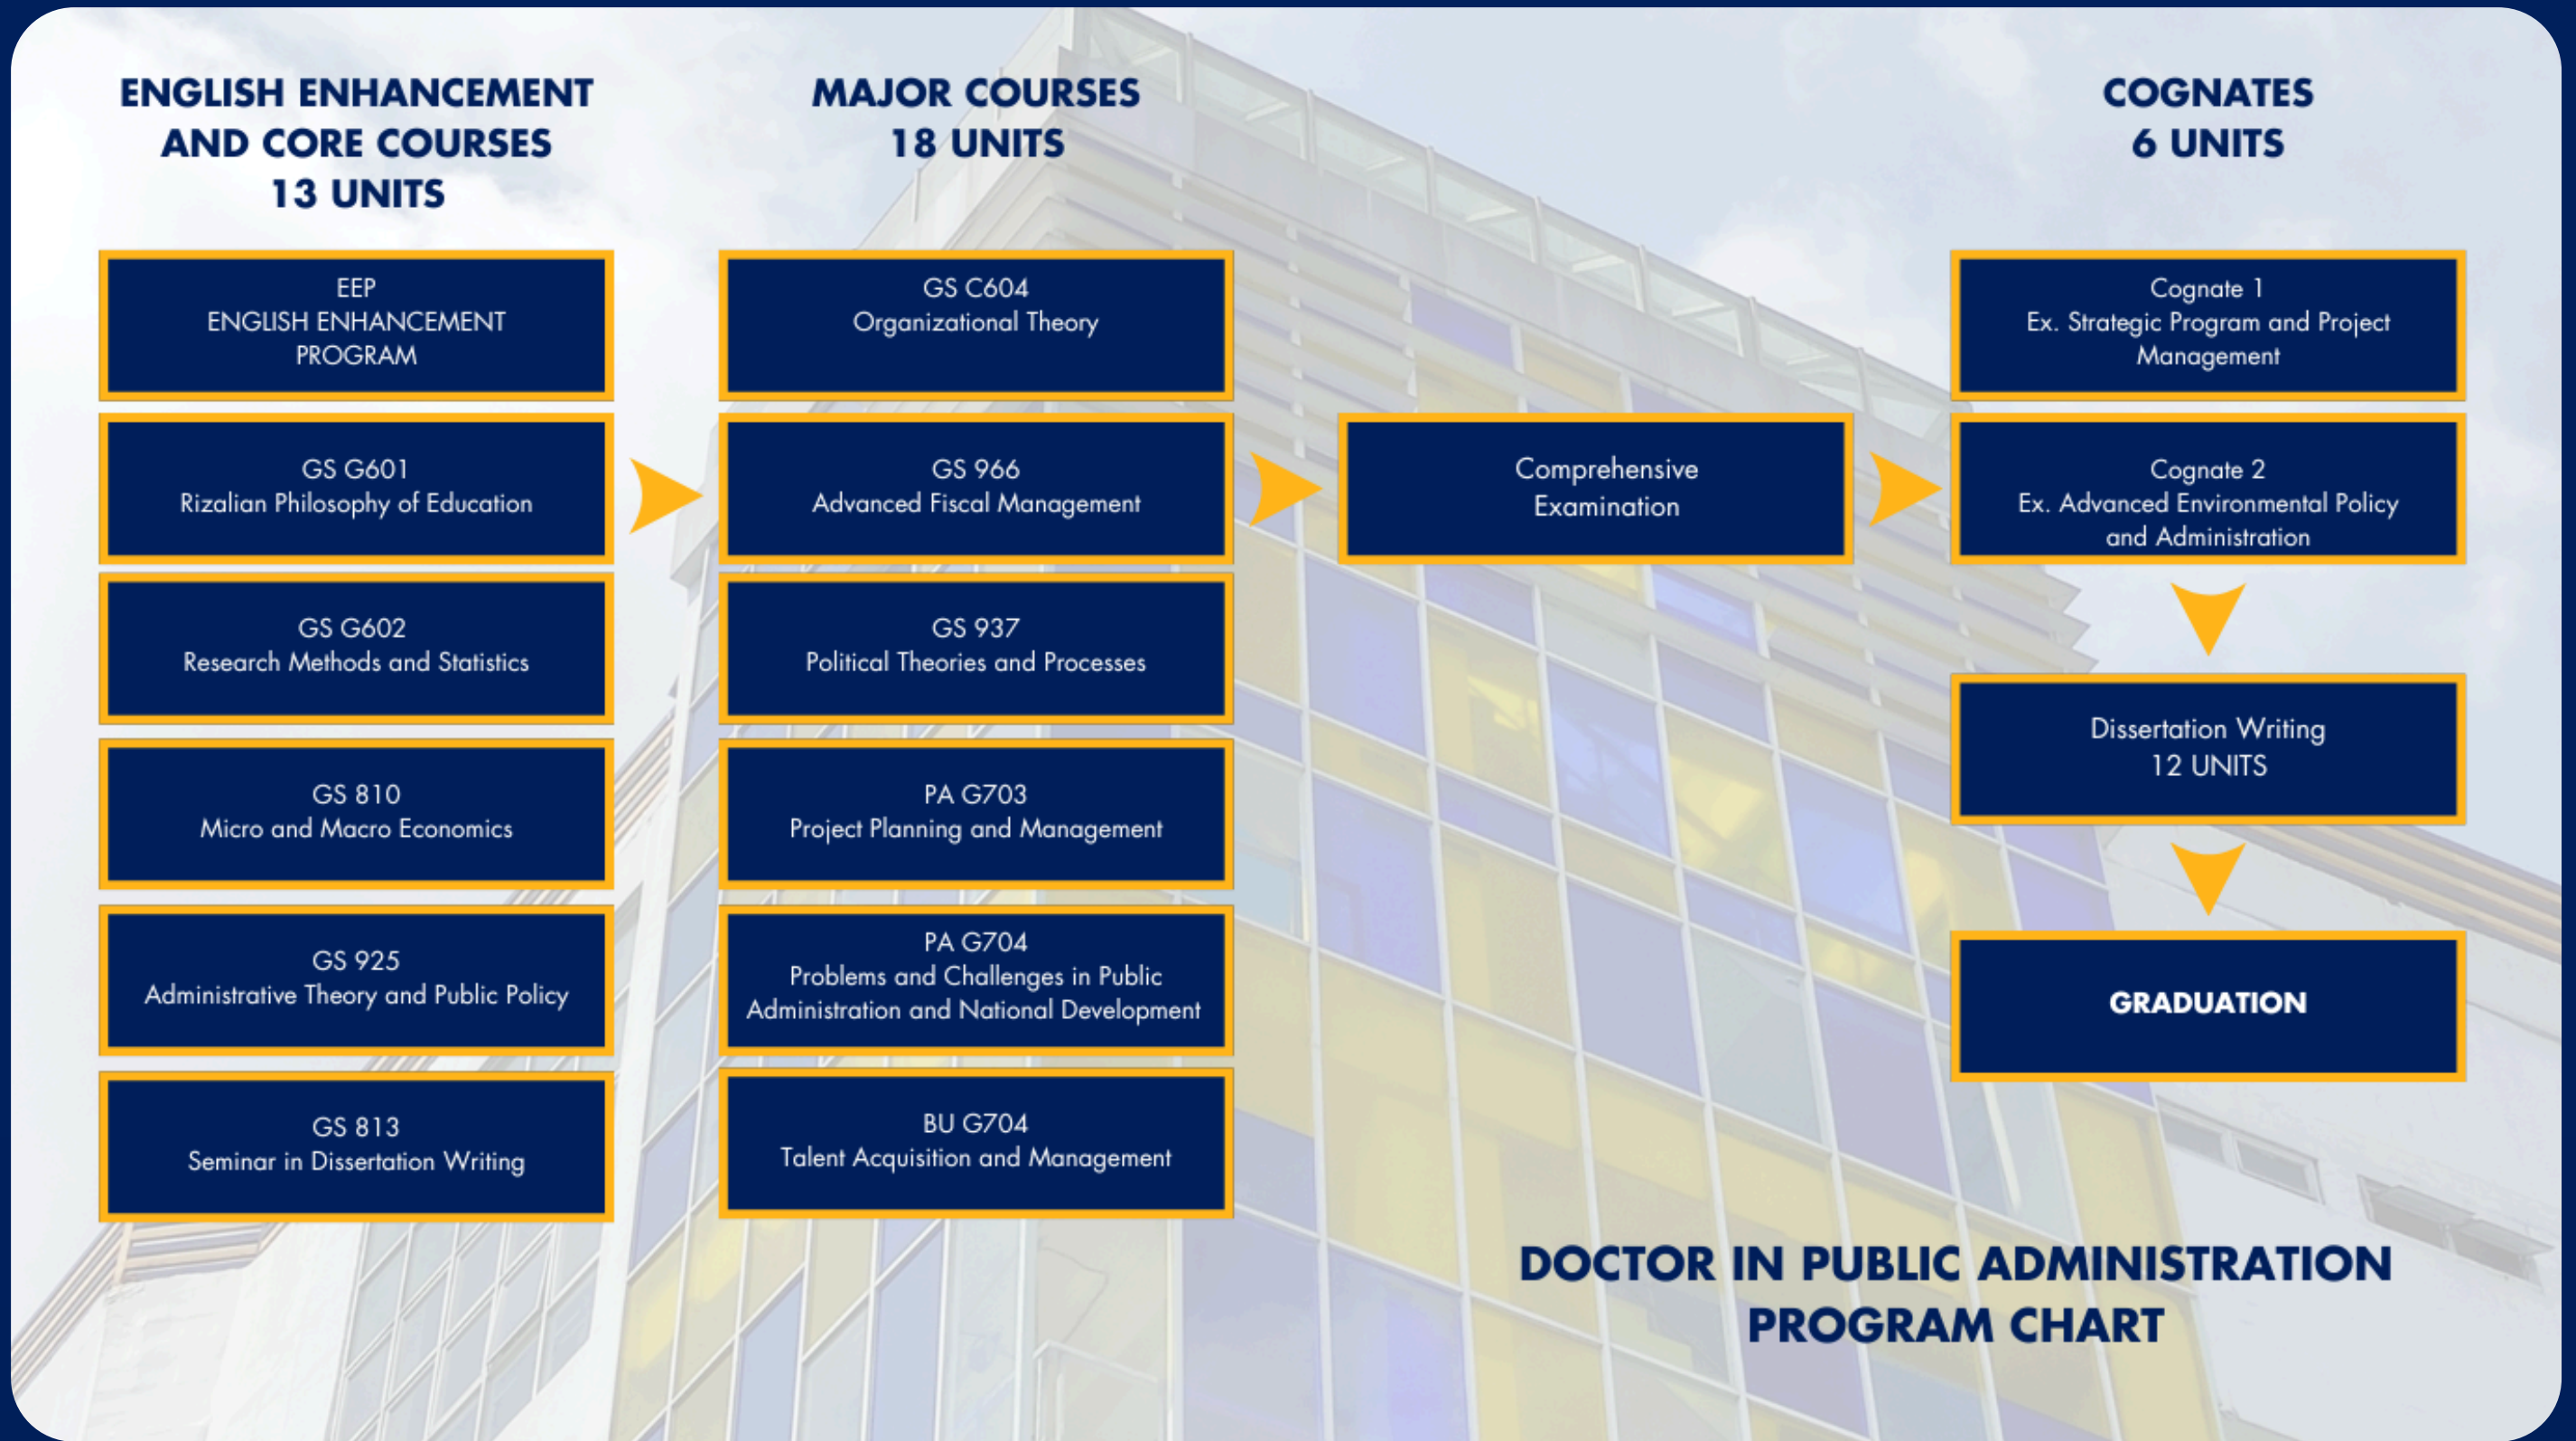 ENGLISH ENHANCEMENT
AND CORE COURSES
13 UNITS
EEP
ENGLISH ENHANCEMENT
PROGRAM
GS G601
Rizalian Philosophy of Education
GS G602
Research Methods and Statistics
GS 810
Micro and Macro Economics
GS 925
Administrative Theory and Public Policy
GS 813
Seminar in Dissertation Writing
MAJOR COURSES
18 UNITS
GS C604
Organizational Theory
GS 966
Advanced Fiscal Management
GS 937
Political Theories and Processes
PA G703
Project Planning and Management
PA G704
Problems and Challenges in Public
Administration and National Development
BU G704
Talent Acquisition and Management
Comprehensive
Examination
COGNATES
6 UNITS
Cognate 1
Ex. Strategic Program and Project
Management
Cognate 2
Ex. Advanced Environmental Policy
and Administration
Dissertation Writing
12 UNITS
GRADUATION
DOCTOR IN PUBLIC ADMINISTRATION
PROGRAM CHART